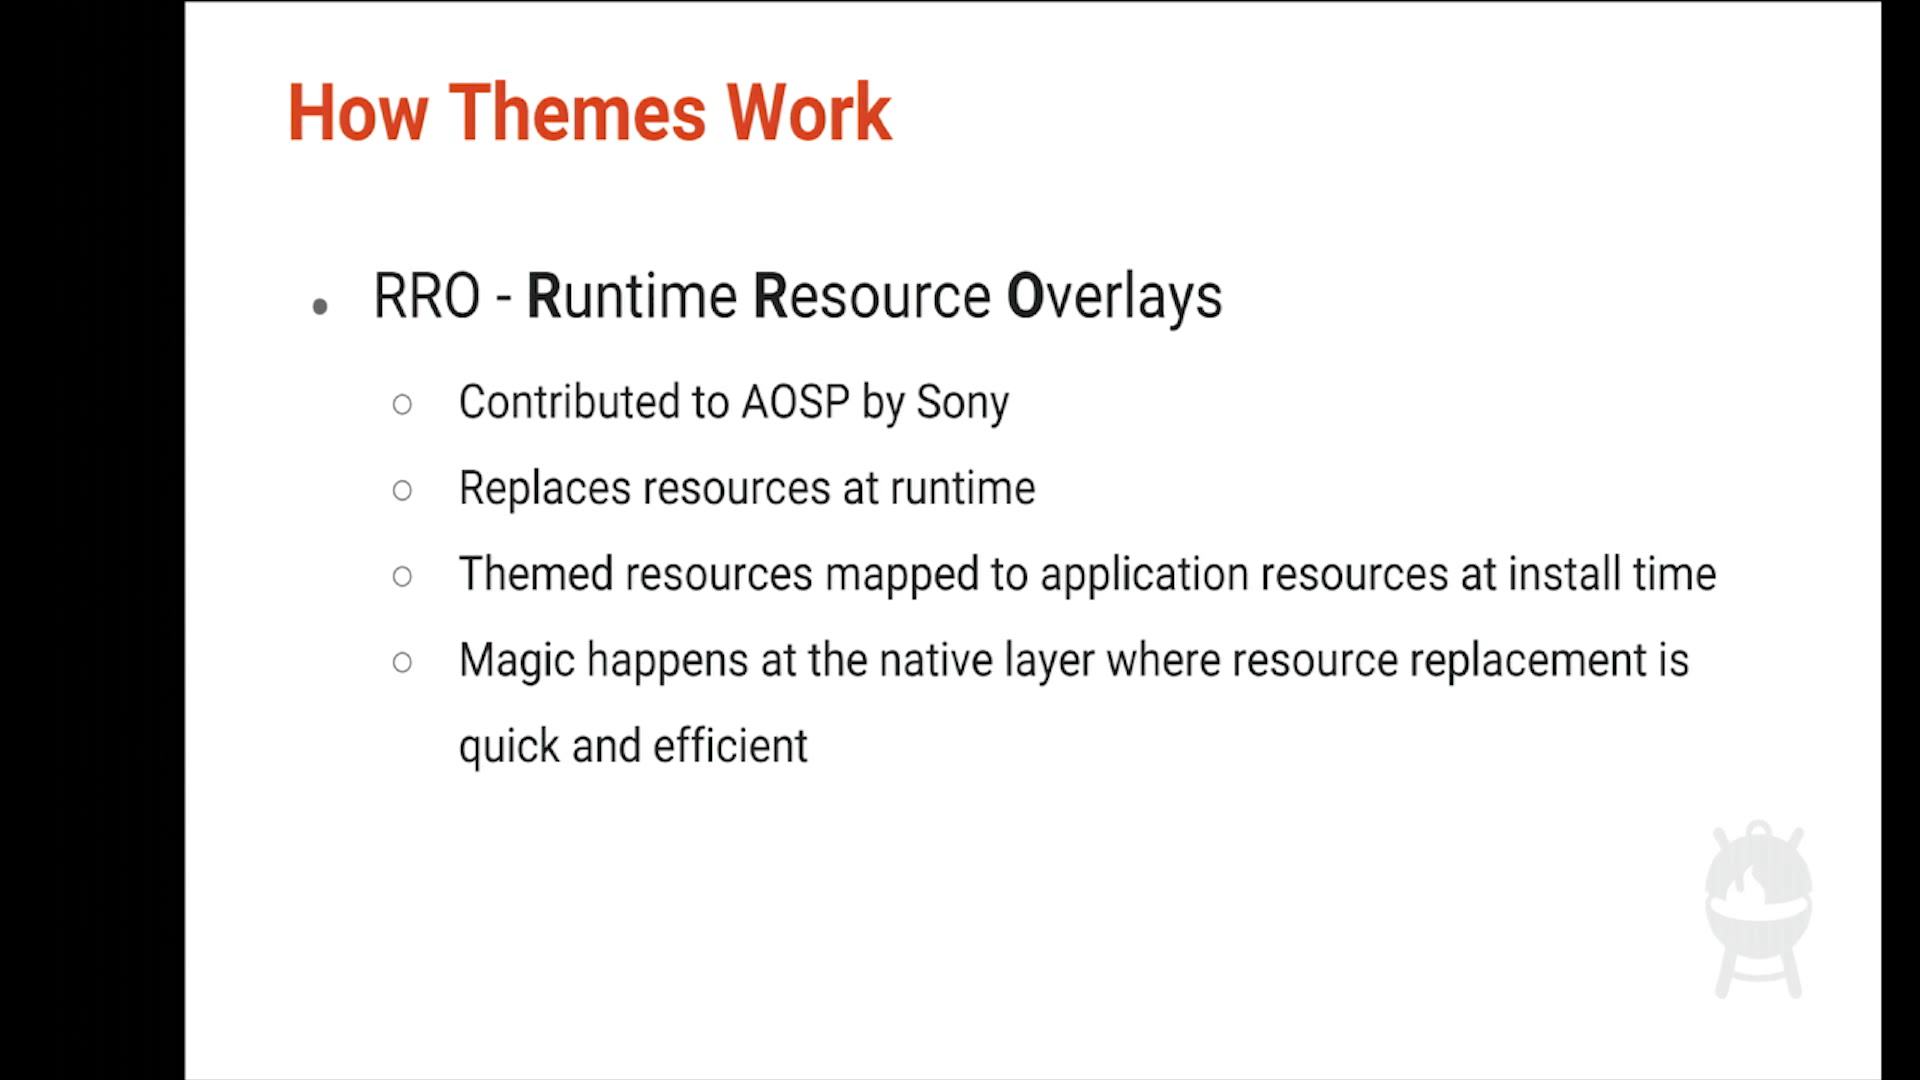 How Themes Work
RRO - Runtime Resource Overlays
Contributed to AOSP by Sony
Replaces resources at runtime
Themed resources mapped to application resources at install time
Magic happens at the native layer where resource replacement is
quick and efficient